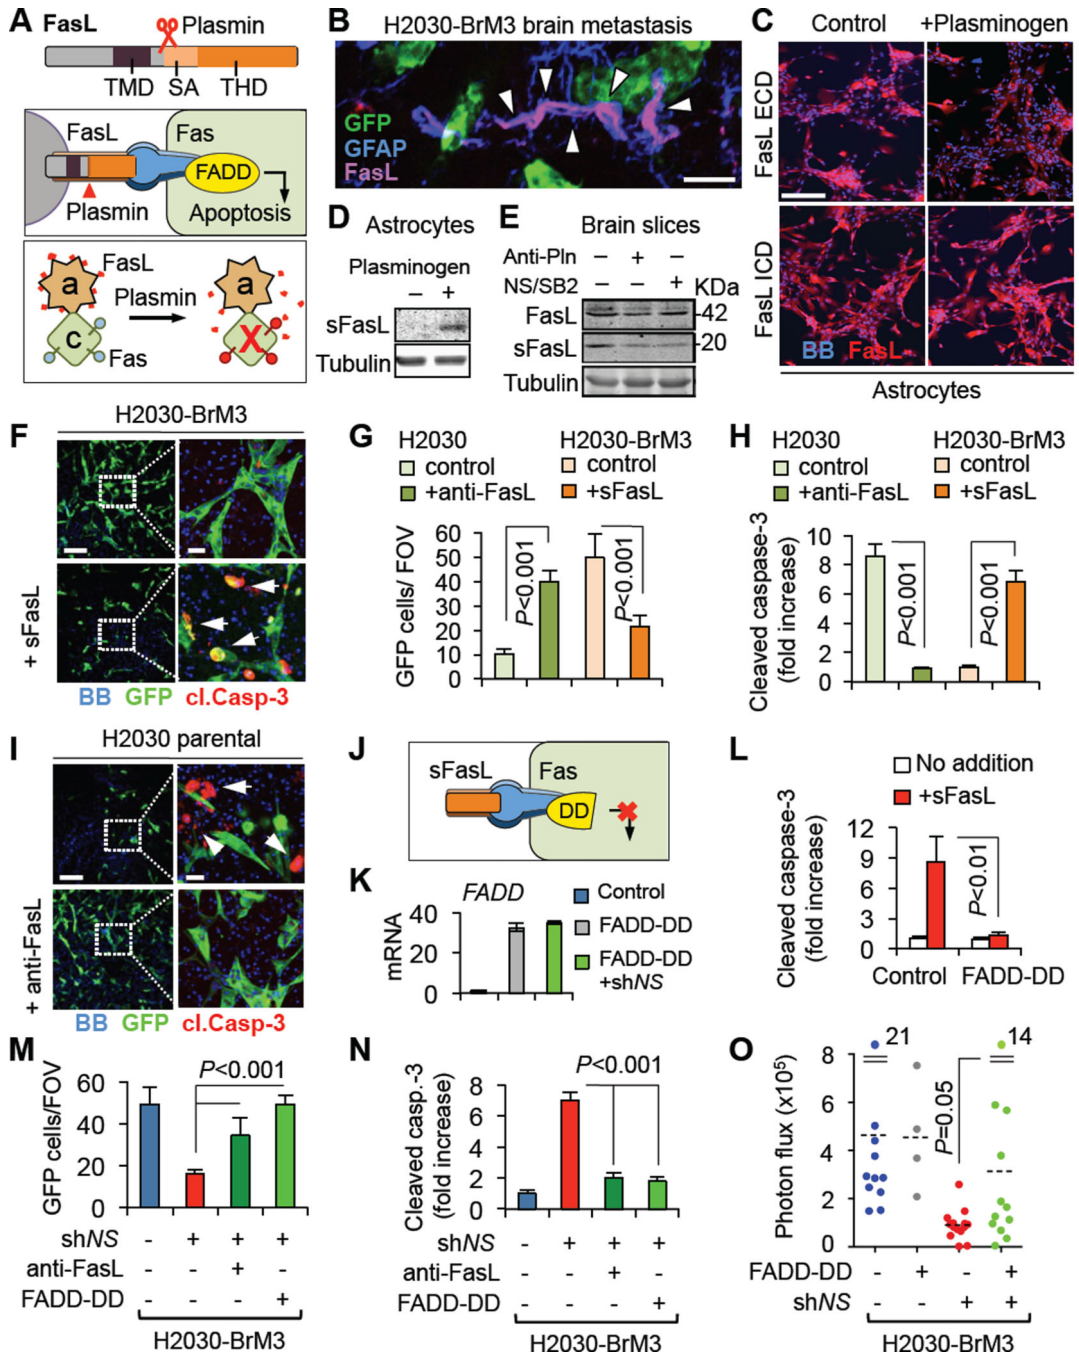 A FasL
Plasmin
TMD SA THD
FasL Fas
FADD
Plasmin Apoptosis
FasL
a Plasmin a
c X
Fas
B H2030-BrM3 brain metastasis
GFP
GFAP
FasL
C Control +Plasminogen
FasL ECD
FasL ICD
BB FasL
Astrocytes
D Astrocytes
Plasminogen
– +
sFasL
Tubulin
E Brain slices
Anti-Pln – + –
NS/SB2 – – + KDa
FasL -42
sFasL -20
Tubulin
F H2030-BrM3
+ sFasL
BB GFP cl.Casp-3
G H2030 H2030-BrM3
control control
+anti-FasL +sFasL
GFP cells/ FOV
60
50
40
30
20
10
0
P<0.001
P<0.001
H H2030 H2030-BrM3
control control
+anti-FasL +sFasL
Cleaved caspase-3
(fold increase)
10
8
6
4
2
0
P<0.001
P<0.001
I H2030 parental
+ anti-FasL
BB GFP cl.Casp-3
J
sFasL Fas
DD
K
FADD
mRNA
40
20
0
Control
FADD-DD
FADD-DD
+shNS
L
No addition
+sFasL
Cleaved caspase-3
(fold increase)
12
9
6
3
0
P<0.01
Control FADD-DD
M
GFP cells/FOV
60
40
20
0
P<0.001
shNS - + + +
anti-FasL - - + -
FADD-DD - - - +
H2030-BrM3
N
Cleaved casp.-3
(fold increase)
8
6
4
2
0
P<0.001
shNS - + + +
anti-FasL - - + -
FADD-DD - - - +
H2030-BrM3
O
Photon flux (x10⁵)
21 14
8
6
4
2
0
P=0.05
FADD-DD - + - +
shNS - - + +
H2030-BrM3